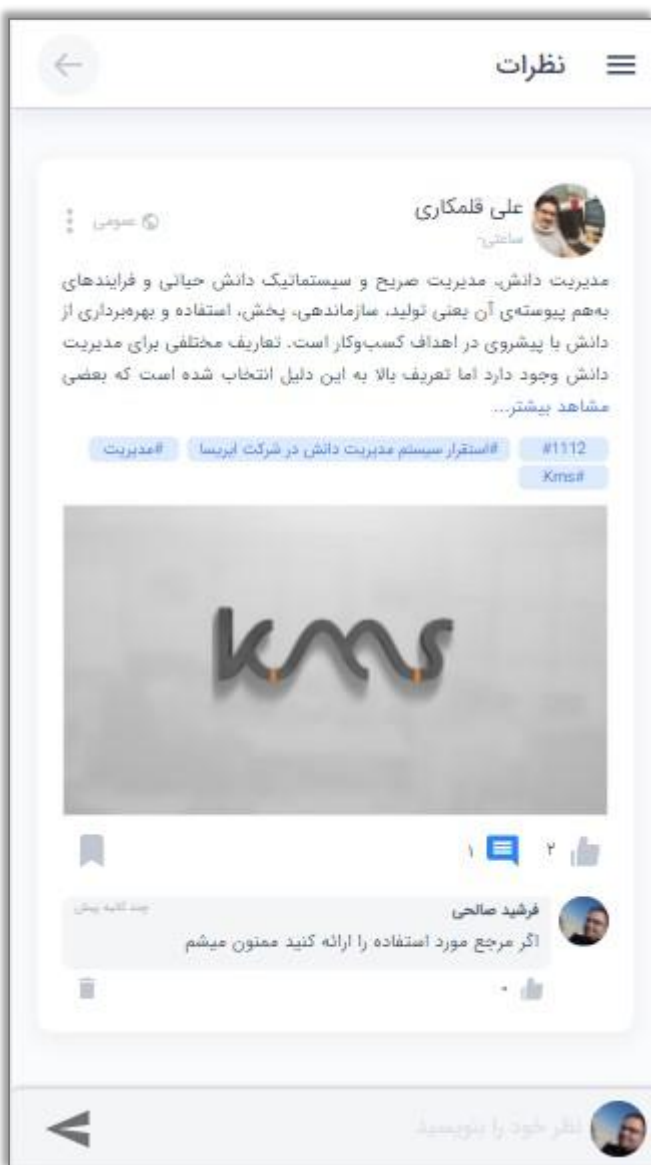 نظرات
علی قلمکاری
ساعتی-
عمومی
مدیریت دانش، مدیریت صریح و سیستماتیک دانش حیاتی و فرایندهای
به‌هم پیوسته‌ی آن یعنی تولید، سازماندهی، پخش، استفاده و بهره‌برداری از
دانش با پیشروی در اهداف کسب‌وکار است. تعاریف مختلفی برای مدیریت
دانش وجود دارد اما تعریف بالا به این دلیل انتخاب شده است که بعضی
مشاهد بیشتر...
#1112 #استقرار سیستم مدیریت دانش در شرکت ایریسا #مدیریت
#Kms
kms
۲ ۱
فرشید صالحی
چند ثانیه پیش
اگر مرجع مورد استفاده را ارائه کنید ممنون میشم
۰
نظر خود را بنویسید